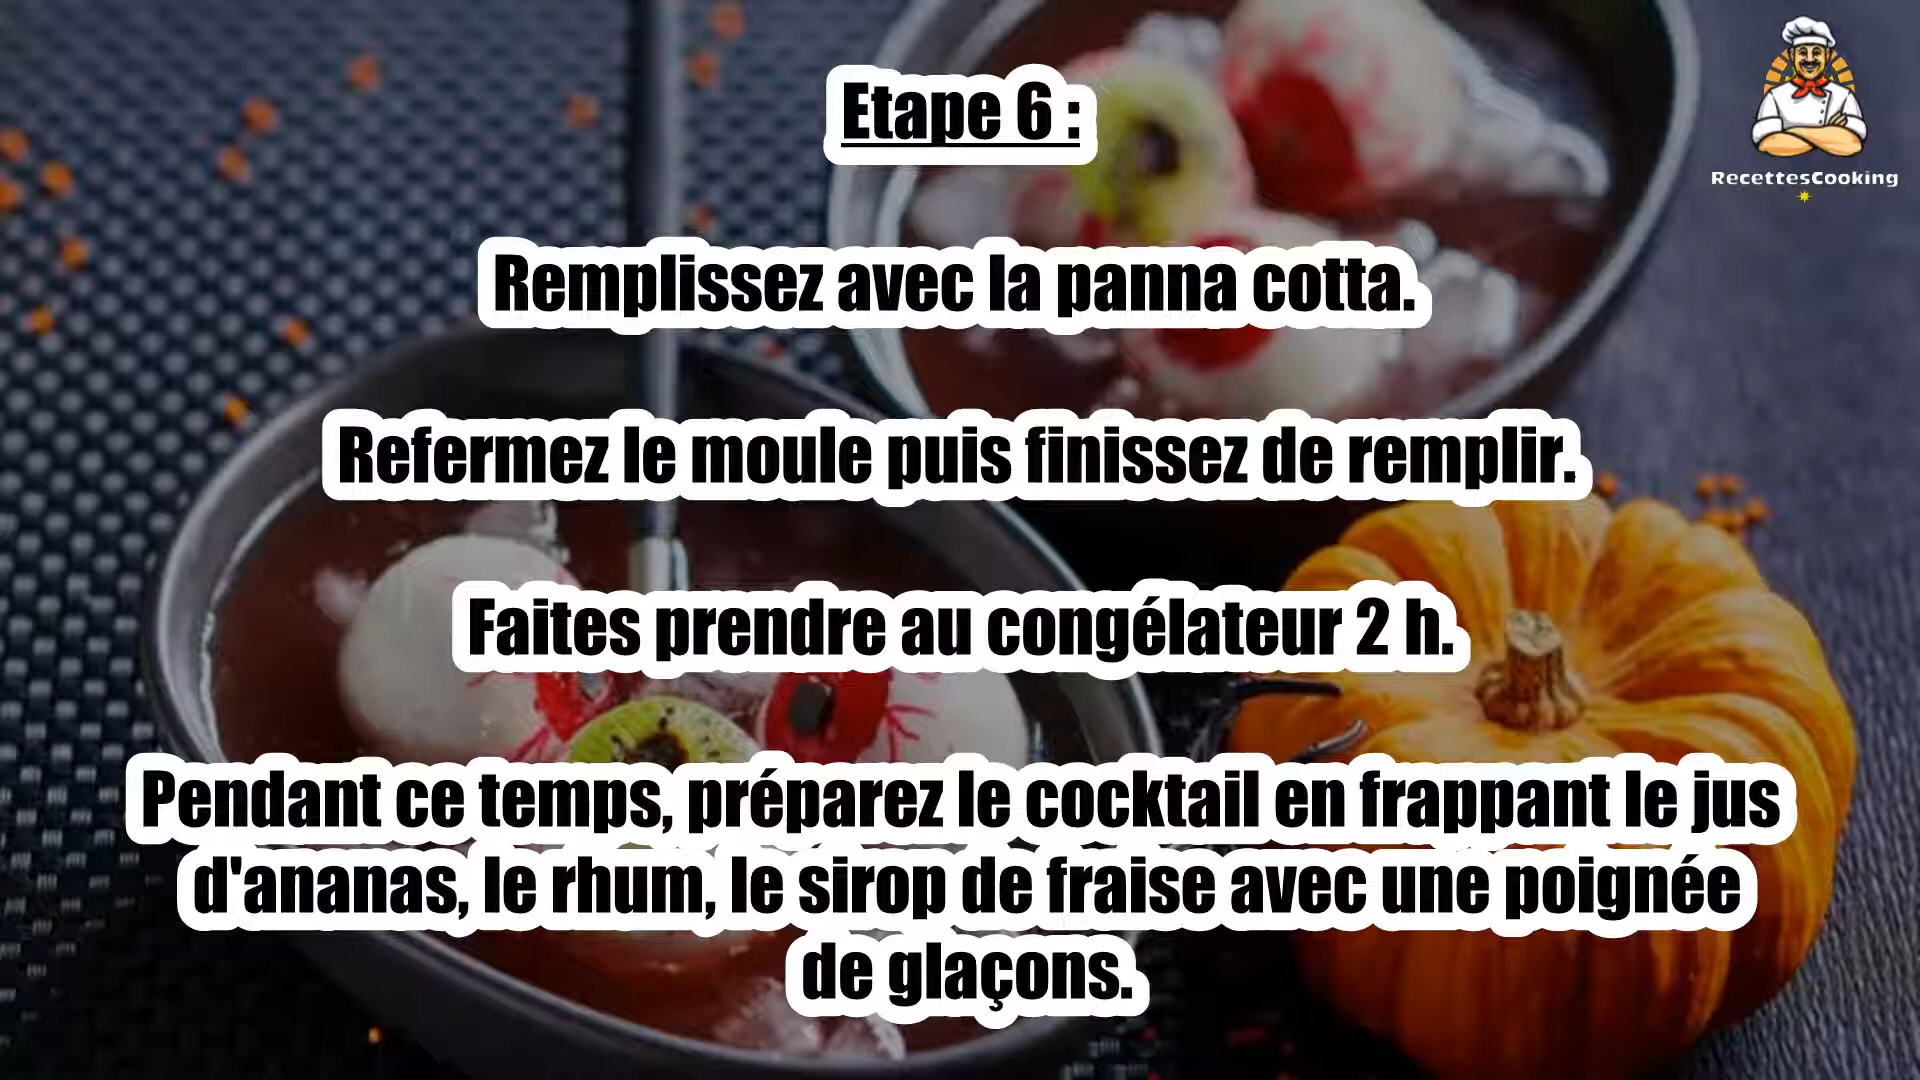 Etape 6 :
RecettesCooking
Remplissez avec la panna cotta.
Refermez le moule puis finissez de remplir.
Faites prendre au congélateur 2 h.
Pendant ce temps, préparez le cocktail en frappant le jus
d'ananas, le rhum, le sirop de fraise avec une poignée
de glaçons.